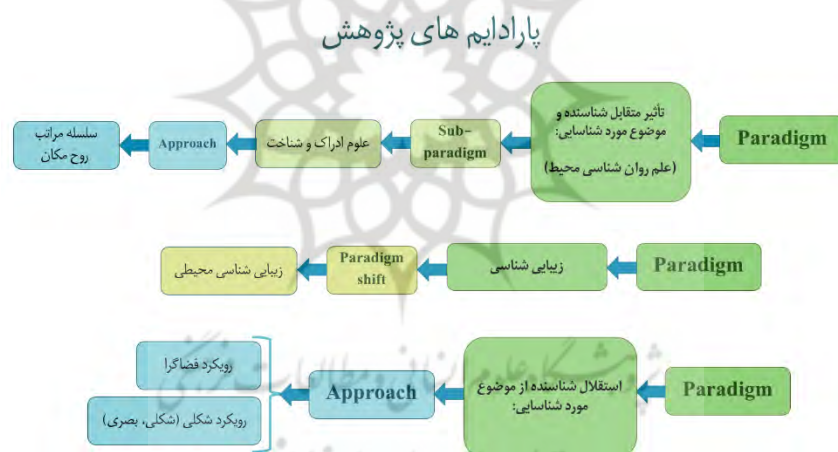 پارادایم های پژوهش
Paradigm
تأثیر متقابل شناسنده و
موضوع مورد شناسایی:
(علم روان شناسی محیط)
Sub-
paradigm
علوم ادراک و شناخت
Approach
سلسله مراتب
روح مکان
Paradigm
زیبایی شناسی
Paradigm
shift
زیبایی شناسی محیطی
Paradigm
استقلال شناسنده از موضوع
مورد شناسایی:
Approach
رویکرد فضاگرا
رویکرد شکلی (شکلی، بصری)